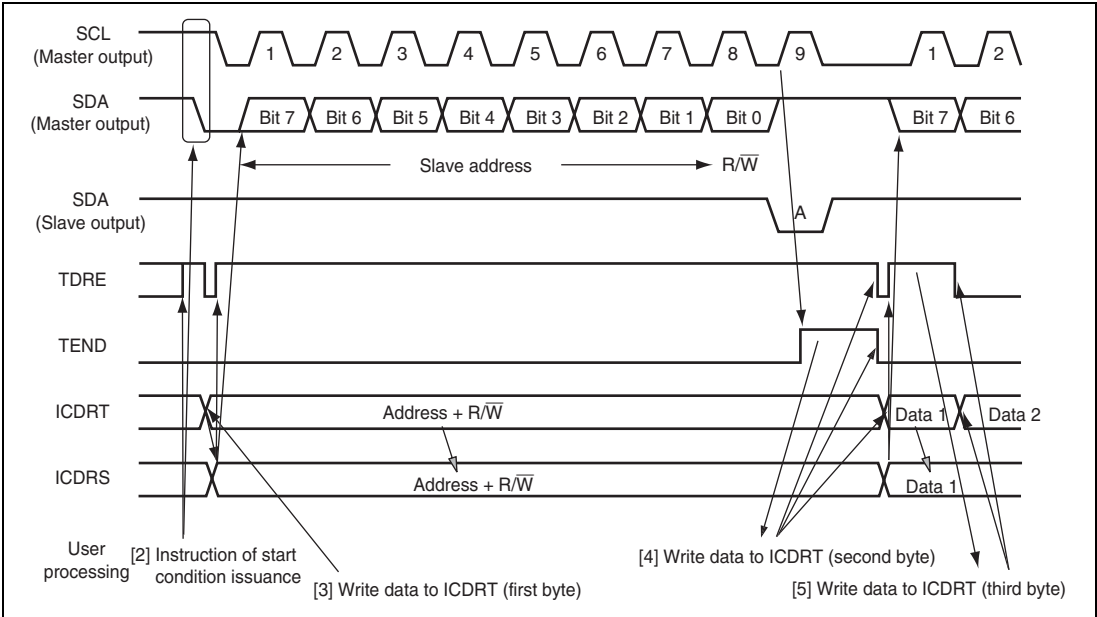 SCL
(Master output)
1 2 3 4 5 6 7 8 9 1 2
SDA
(Master output)
Bit 7 Bit 6 Bit 5 Bit 4 Bit 3 Bit 2 Bit 1 Bit 0 Bit 7 Bit 6
Slave address R/W̅
SDA
(Slave output)
A
TDRE
TEND
ICDRT
Address + R/W̅ Data 1 Data 2
ICDRS
Address + R/W̅ Data 1
User
processing
[2] Instruction of start
condition issuance
[3] Write data to ICDRT (first byte)
[4] Write data to ICDRT (second byte)
[5] Write data to ICDRT (third byte)